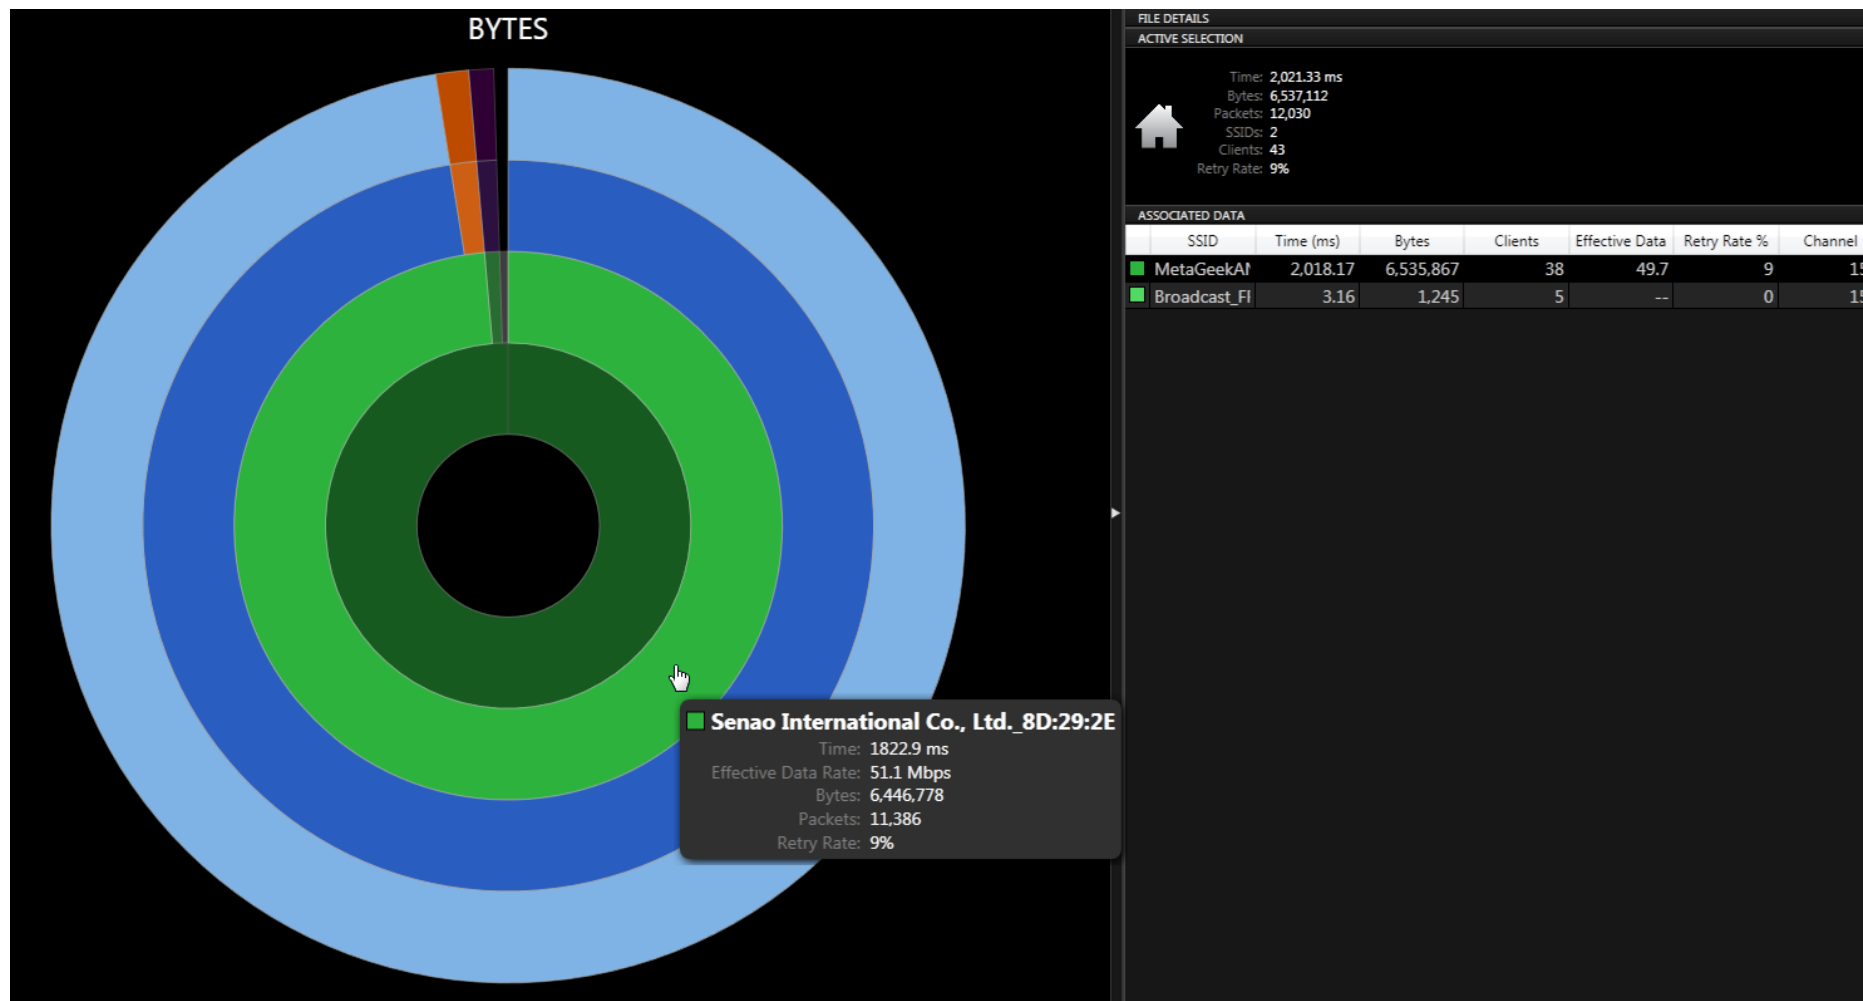 BYTES
FILE DETAILS
ACTIVE SELECTION
Time: 2,021.33 ms
Bytes: 6,537,112
Packets: 12,030
SSIDs: 2
Clients: 43
Retry Rate: 9%
ASSOCIATED DATA
SSID Time (ms) Bytes Clients Effective Data Retry Rate % Channel
MetaGeekAN 2,018.17 6,535,867 38 49.7 9 15
Broadcast_FF 3.16 1,245 5 -- 0 15
Senao International Co., Ltd._8D:29:2E
Time: 1822.9 ms
Effective Data Rate: 51.1 Mbps
Bytes: 6,446,778
Packets: 11,386
Retry Rate: 9%